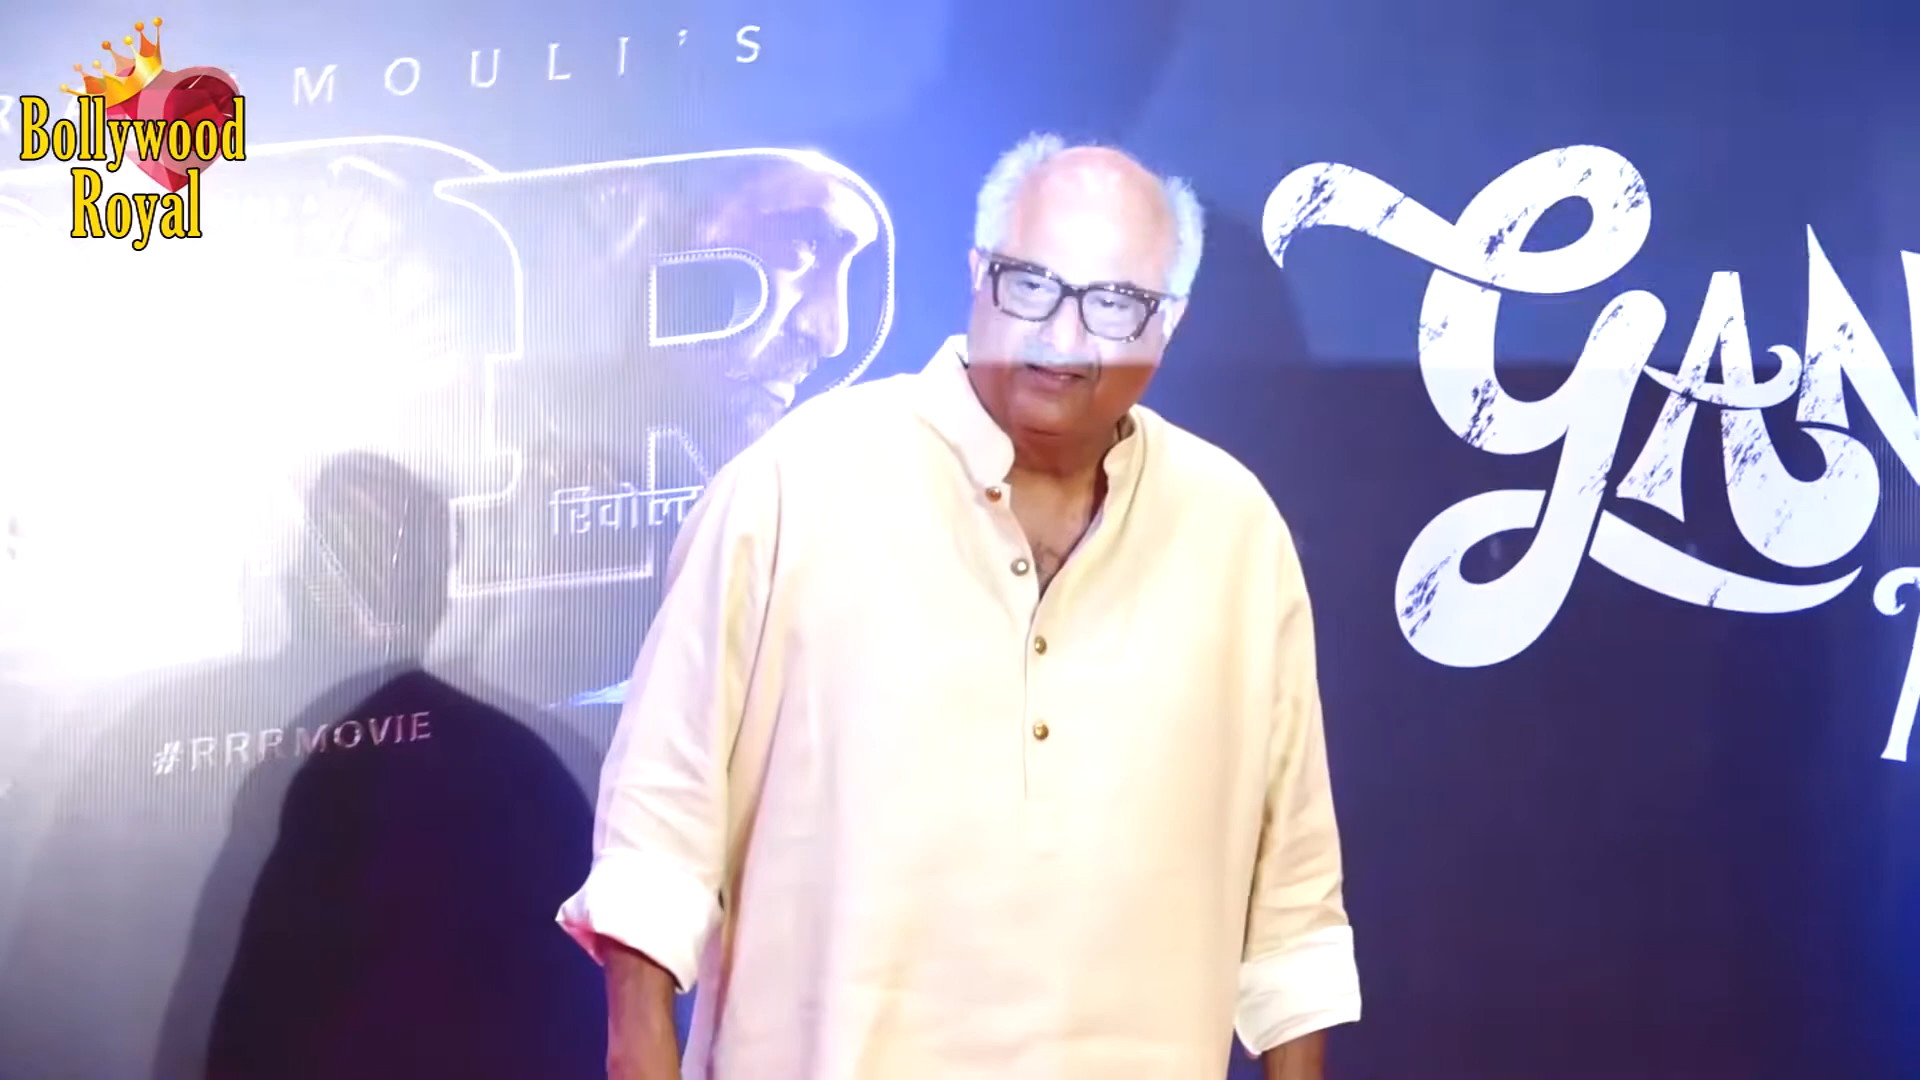 MOULI'S
Bollywood
Royal
R
रिवोल्ट
#RRRMOVIE
GAN